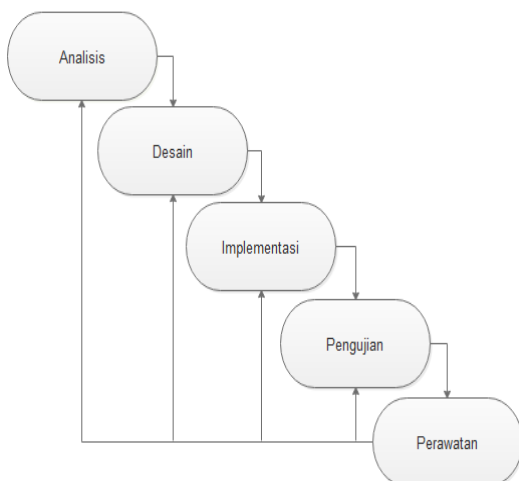 Analisis
Desain
Implementasi
Pengujian
Perawatan